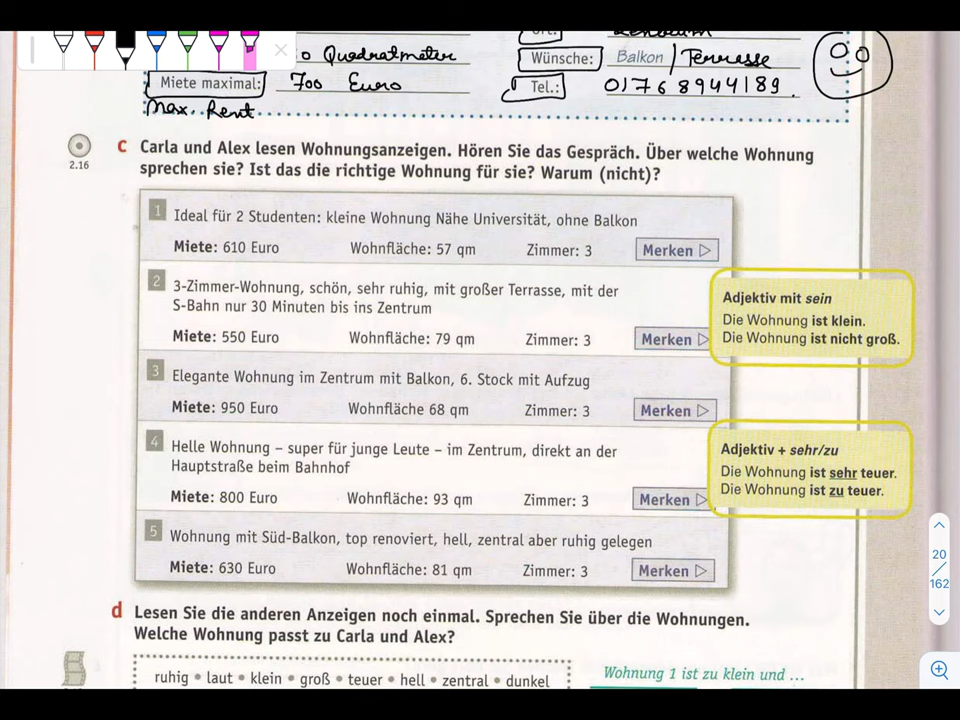 Quadratmeter
Wünsche: Balkon / Terrasse
Miete maximal: 700 Euro
Tel.: 0176 8944189.
Max. Rent
2.16
c Carla und Alex lesen Wohnungsanzeigen. Hören Sie das Gespräch. Über welche Wohnung
sprechen sie? Ist das die richtige Wohnung für sie? Warum (nicht)?
1 Ideal für 2 Studenten: kleine Wohnung Nähe Universität, ohne Balkon
Miete: 610 Euro Wohnfläche: 57 qm Zimmer: 3 Merken
2 3-Zimmer-Wohnung, schön, sehr ruhig, mit großer Terrasse, mit der
S-Bahn nur 30 Minuten bis ins Zentrum
Miete: 550 Euro Wohnfläche: 79 qm Zimmer: 3 Merken
Adjektiv mit sein
Die Wohnung ist klein.
Die Wohnung ist nicht groß.
3 Elegante Wohnung im Zentrum mit Balkon, 6. Stock mit Aufzug
Miete: 950 Euro Wohnfläche 68 qm Zimmer: 3 Merken
4 Helle Wohnung – super für junge Leute – im Zentrum, direkt an der
Hauptstraße beim Bahnhof
Miete: 800 Euro Wohnfläche: 93 qm Zimmer: 3 Merken
Adjektiv + sehr/zu
Die Wohnung ist sehr teuer.
Die Wohnung ist zu teuer.
5 Wohnung mit Süd-Balkon, top renoviert, hell, zentral aber ruhig gelegen
Miete: 630 Euro Wohnfläche: 81 qm Zimmer: 3 Merken
20
/
162
d Lesen Sie die anderen Anzeigen noch einmal. Sprechen Sie über die Wohnungen.
Welche Wohnung passt zu Carla und Alex?
ruhig • laut • klein • groß • teuer • hell • zentral • dunkel
Wohnung 1 ist zu klein und ...